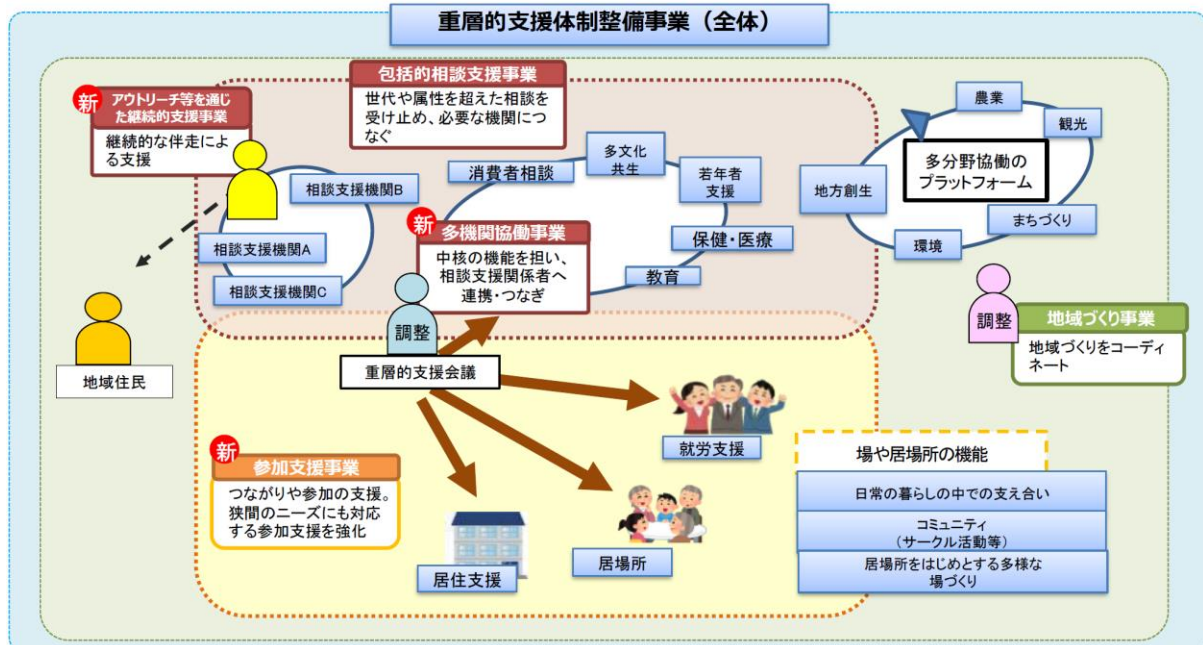 重層的支援体制整備事業（全体）
新
アウトリーチ等を通じ
た継続的支援事業
継続的な伴走によ
る支援
包括的相談支援事業
世代や属性を超えた相談を
受け止め、必要な機関につ
なぐ
相談支援機関B
相談支援機関A
相談支援機関C
消費者相談
多文化
共生
若年者
支援
保健・医療
教育
新
多機関協働事業
中核の機能を担い、
相談支援関係者へ
連携・つなぎ
調整
重層的支援会議
農業
観光
多分野協働の
プラットフォーム
地方創生
まちづくり
環境
調整
地域づくり事業
地域づくりをコーディ
ネート
地域住民
新
参加支援事業
つながりや参加の支援。
狭間のニーズにも対応
する参加支援を強化
就労支援
居場所
居住支援
場や居場所の機能
日常の暮らしの中での支え合い
コミュニティ
（サークル活動等）
居場所をはじめとする多様な
場づくり